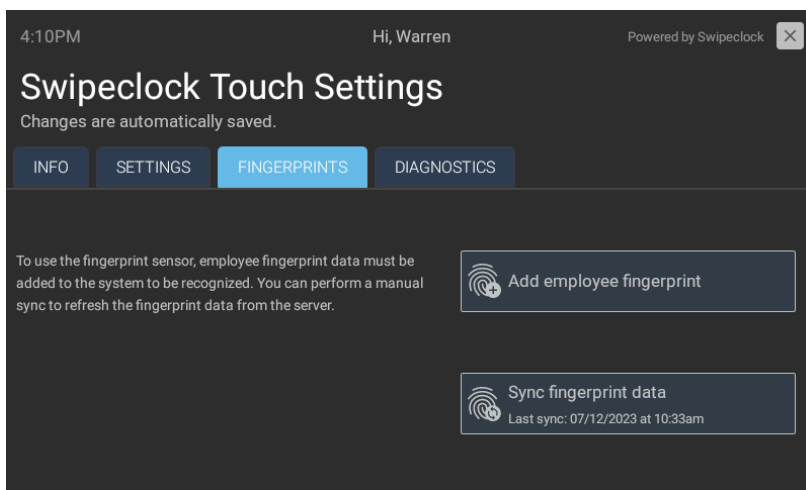 4:10PM
Hi, Warren
Powered by Swipeclock
Swipeclock Touch Settings
Changes are automatically saved.
INFO
SETTINGS
FINGERPRINTS
DIAGNOSTICS
To use the fingerprint sensor, employee fingerprint data must be
added to the system to be recognized. You can perform a manual
sync to refresh the fingerprint data from the server.
Add employee fingerprint
Sync fingerprint data
Last sync: 07/12/2023 at 10:33am